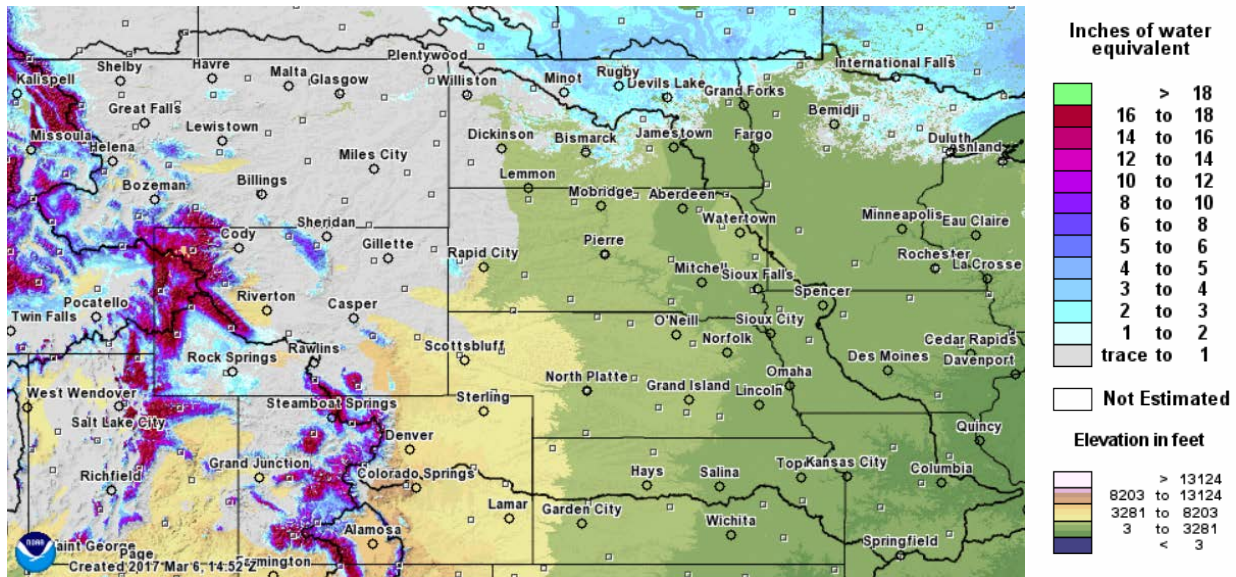 Kalispell
Shelby
Havre
Malta
Glasgow
Plentywood
Williston
Minot
Rugby
Devils Lake
International Falls
Grand Forks
Great Falls
Bemidji
Missoula
Helena
Lewistown
Dickinson
Bismarck
Jamestown
Fargo
Duluth
Ashland
Miles City
Bozeman
Billings
Lemmon
Mobridge
Aberdeen
Sheridan
Cody
Gillette
Watertown
Minneapolis
Eau Claire
Rapid City
Pierre
Rochester
La Crosse
Mitchell
Sioux Falls
Pocatello
Riverton
Casper
Spencer
Twin Falls
O'Neill
Sioux City
Rock Springs
Rawlins
Scottsbluff
Norfolk
Des Moines
Cedar Rapids
Davenport
West Wendover
North Platte
Grand Island
Omaha
Lincoln
Salt Lake City
Steamboat Springs
Sterling
Quincy
Denver
Richfield
Grand Junction
Colorado Springs
Hays
Salina
Kansas City
Columbia
Lamar
Garden City
Alamosa
Wichita
Springfield
NOAA
Page
Created 2017 Mar 6, 14:52 Z
Inches of water
equivalent
> 18
16 to 18
14 to 16
12 to 14
10 to 12
8 to 10
6 to 8
5 to 6
4 to 5
3 to 4
2 to 3
1 to 2
trace to 1
Not Estimated
Elevation in feet
> 13124
8203 to 13124
3281 to 8203
3 to 3281
< 3